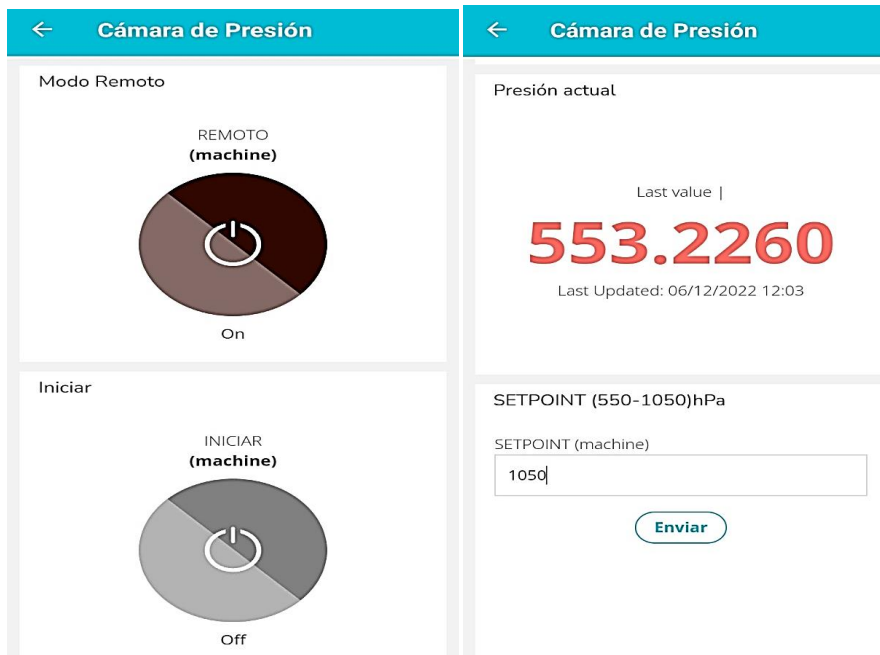 Cámara de Presión
Modo Remoto
REMOTO
(machine)
On
Iniciar
INICIAR
(machine)
Off
Cámara de Presión
Presión actual
Last value |
553.2260
Last Updated: 06/12/2022 12:03
SETPOINT (550-1050)hPa
SETPOINT (machine)
1050
Enviar